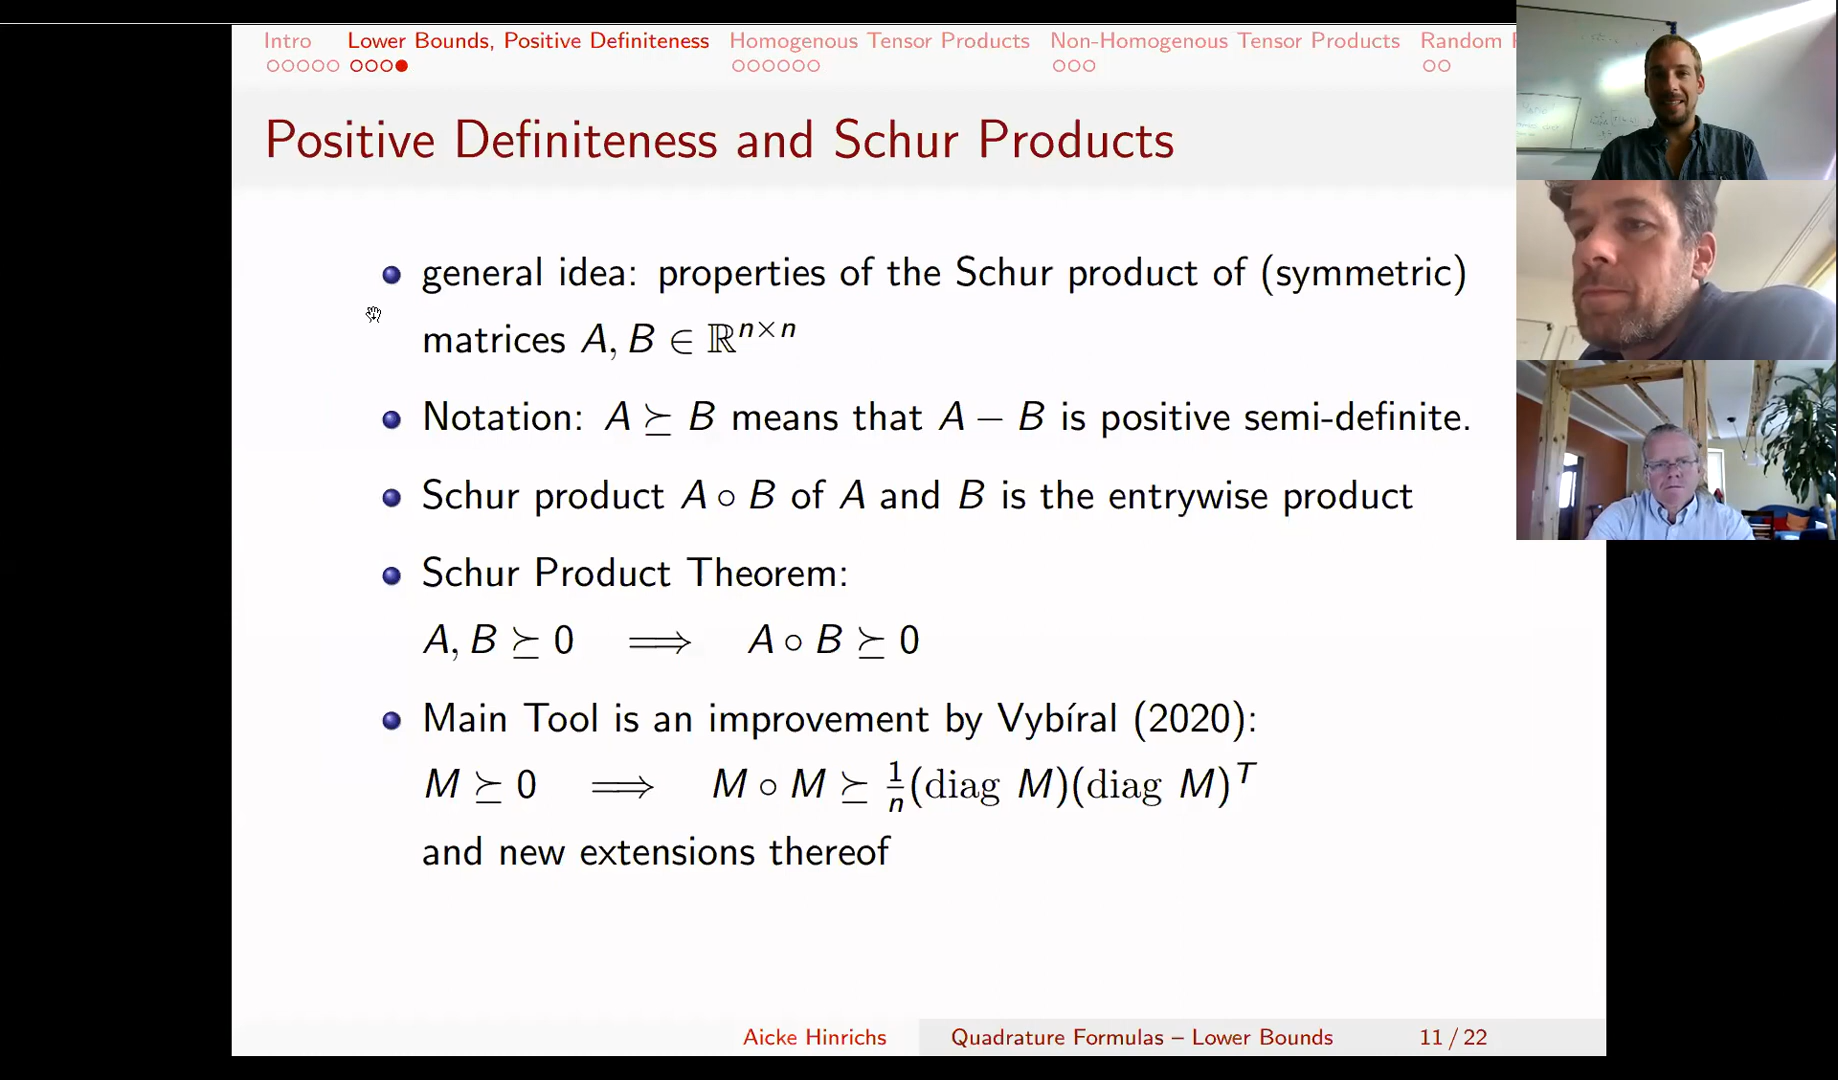 Intro Lower Bounds, Positive Definiteness Homogenous Tensor Products Non-Homogenous Tensor Products Random
Positive Definiteness and Schur Products
general idea: properties of the Schur product of (symmetric)
matrices A, B ∈ ℝⁿˣⁿ
Notation: A ⪰ B means that A − B is positive semi-definite.
Schur product A ∘ B of A and B is the entrywise product
Schur Product Theorem:
A, B ⪰ 0 ⟹ A ∘ B ⪰ 0
Main Tool is an improvement by Vybíral (2020):
M ⪰ 0 ⟹ M ∘ M ⪰ 1/n (diag M)(diag M)ᵀ
and new extensions thereof
Aicke Hinrichs Quadrature Formulas – Lower Bounds 11 / 22